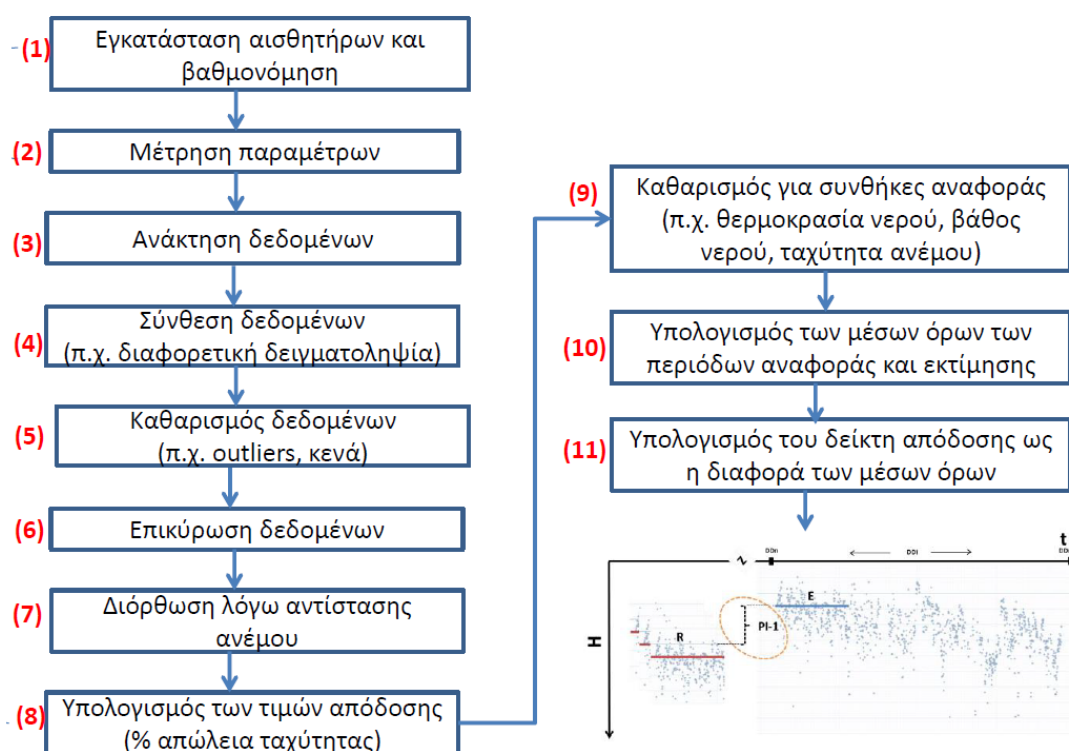 (1)
Εγκατάσταση αισθητήρων και
βαθμονόμηση
(2)
Μέτρηση παραμέτρων
(3)
Ανάκτηση δεδομένων
(4)
Σύνθεση δεδομένων
(π.χ. διαφορετική δειγματοληψία)
(5)
Καθαρισμός δεδομένων
(π.χ. outliers, κενά)
(6)
Επικύρωση δεδομένων
(7)
Διόρθωση λόγω αντίστασης
ανέμου
(8)
Υπολογισμός των τιμών απόδοσης
(% απώλεια ταχύτητας)
(9)
Καθαρισμός για συνθήκες αναφοράς
(π.χ. θερμοκρασία νερού, βάθος
νερού, ταχύτητα ανέμου)
(10)
Υπολογισμός των μέσων όρων των
περιόδων αναφοράς και εκτίμησης
(11)
Υπολογισμός του δείκτη απόδοσης ως
η διαφορά των μέσων όρων
t
DDn
DDI
H
R
PI-1
E